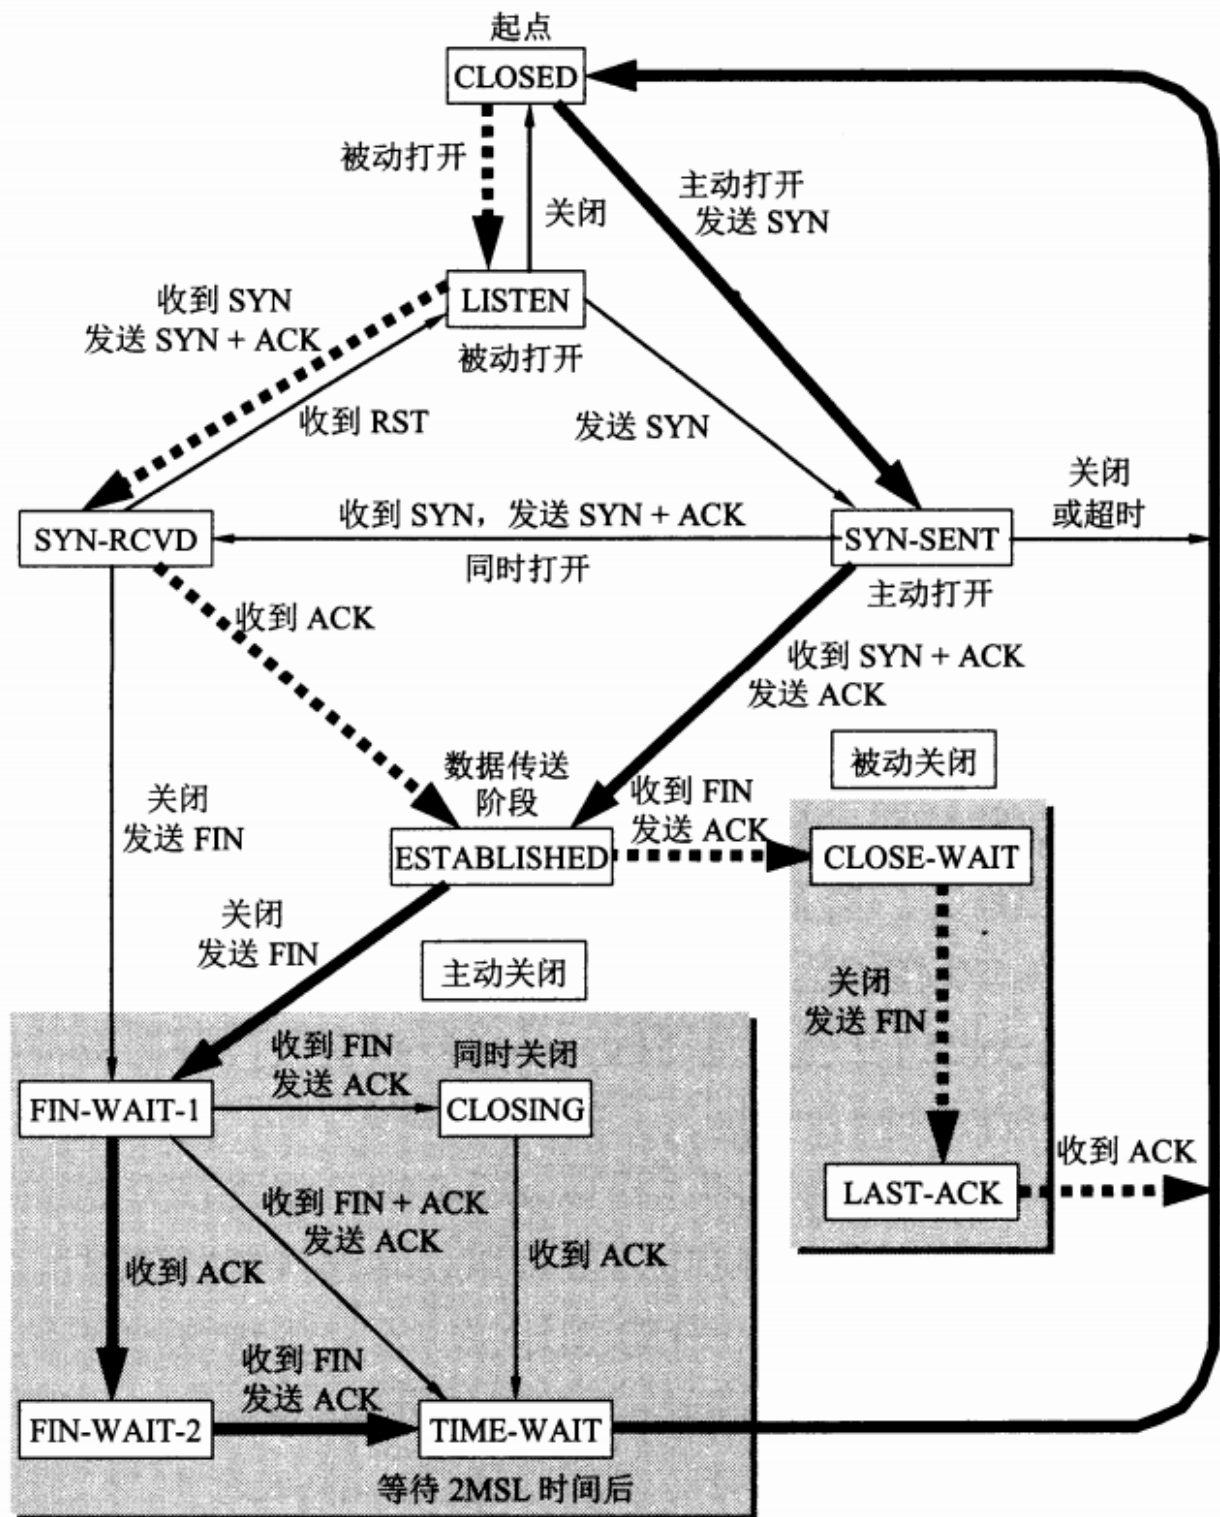 起点
CLOSED
被动打开
主动打开
发送 SYN
关闭
收到 SYN
发送 SYN + ACK
LISTEN
被动打开
收到 RST
发送 SYN
关闭
或超时
SYN-RCVD
收到 SYN，发送 SYN + ACK
同时打开
SYN-SENT
主动打开
收到 ACK
收到 SYN + ACK
发送 ACK
被动关闭
数据传送
阶段
收到 FIN
发送 ACK
关闭
发送 FIN
ESTABLISHED
CLOSE-WAIT
关闭
发送 FIN
主动关闭
关闭
发送 FIN
收到 FIN
发送 ACK
同时关闭
FIN-WAIT-1
CLOSING
收到 ACK
LAST-ACK
收到 FIN + ACK
发送 ACK
收到 ACK
收到 ACK
收到 FIN
发送 ACK
FIN-WAIT-2
TIME-WAIT
等待 2MSL 时间后